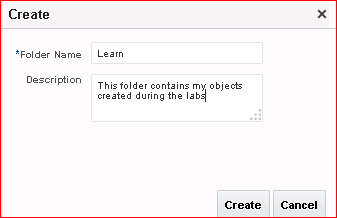 Create ×
*Folder Name Learn
Description This folder contains my objects
created during the labs
Create Cancel